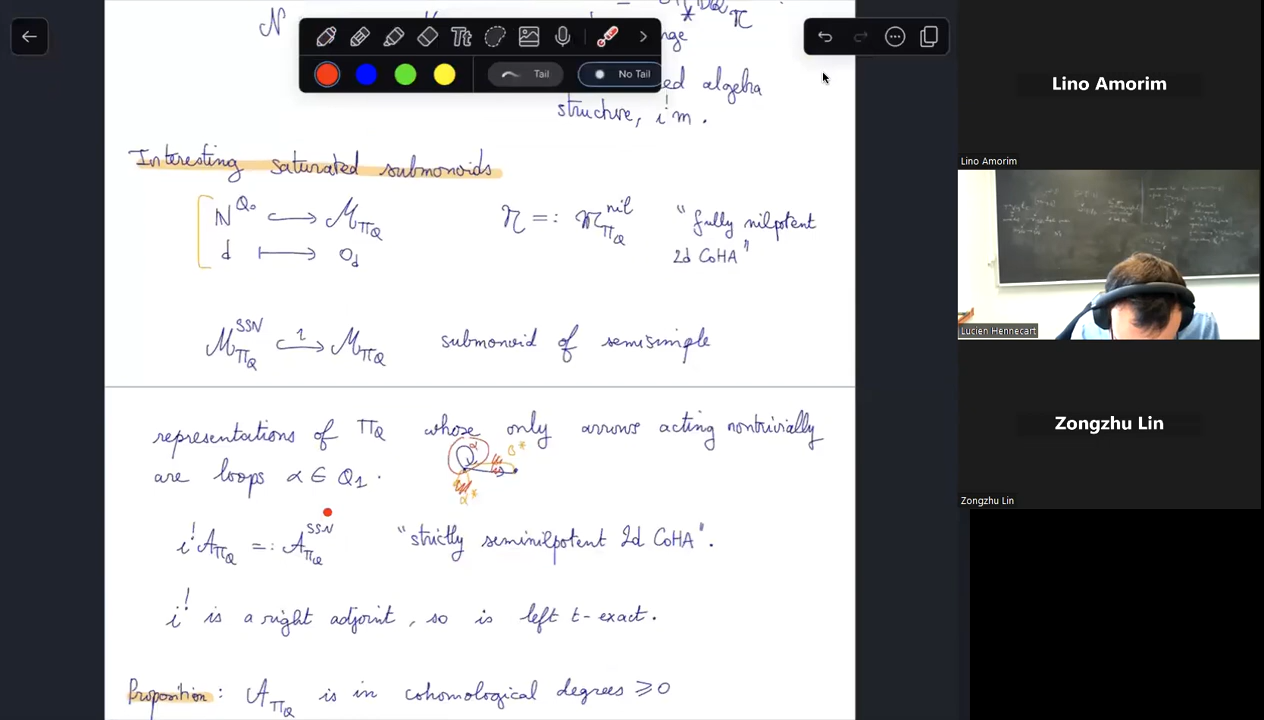 Tt
Tail
No Tail
nge
ed algebra
structure, i^! m.
Interesting saturated submonoids
ℕ^{Q_0} ↪ ℳ_{Π_Q}
𝔫 =: 𝔫^{nil}_{Π_Q} "fully nilpotent
d ↦ 0_d
2d CoHA"
ℳ^{SSN}_{Π_Q} ↪^{i} ℳ_{Π_Q} submonoid of semisimple
representations of Π_Q whose only arrows acting nontrivially
are loops α ∈ Q_1.
α
β*
α*
i^! 𝒜_{Π_Q} =: 𝒜^{SSN}_{Π_Q} "strictly seminilpotent 2d CoHA".
i^! is a right adjoint, so is left t-exact.
Proposition: 𝒜_{Π_Q} is in cohomological degrees ≥0
Lino Amorim
Lino Amorim
Lucien Hennecart
Zongzhu Lin
Zongzhu Lin